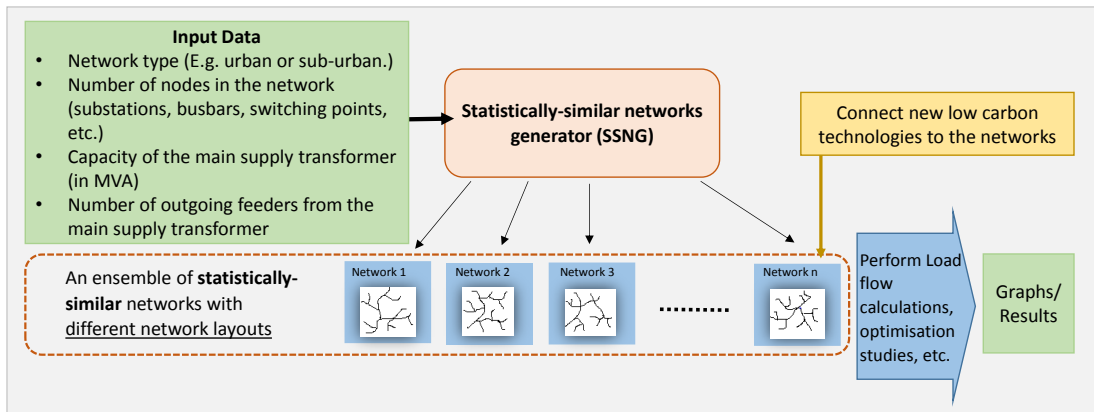 Input Data
• Network type (E.g. urban or sub-urban.)
• Number of nodes in the network
(substations, busbars, switching points,
etc.)
• Capacity of the main supply transformer
(in MVA)
• Number of outgoing feeders from the
main supply transformer
Statistically-similar networks
generator (SSNG)
Connect new low carbon
technologies to the networks
An ensemble of statistically-
similar networks with
different network layouts
Network 1
Network 2
Network 3
Network n
Perform Load
flow
calculations,
optimisation
studies, etc.
Graphs/
Results